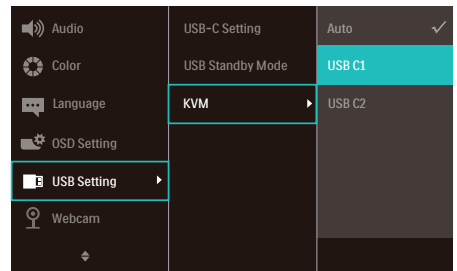 Audio
Color
Language
OSD Setting
USB Setting
Webcam
USB-C Setting
USB Standby Mode
KVM
Auto
USB C1
USB C2